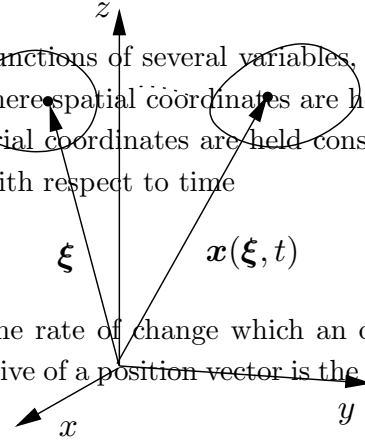 z
unctions of several variables,
here spatial coordinates are h
rial coordinates are held cons
ith respect to time
ξ
x(ξ, t)
he rate of change which an o
ive of a position vector is the
x
y